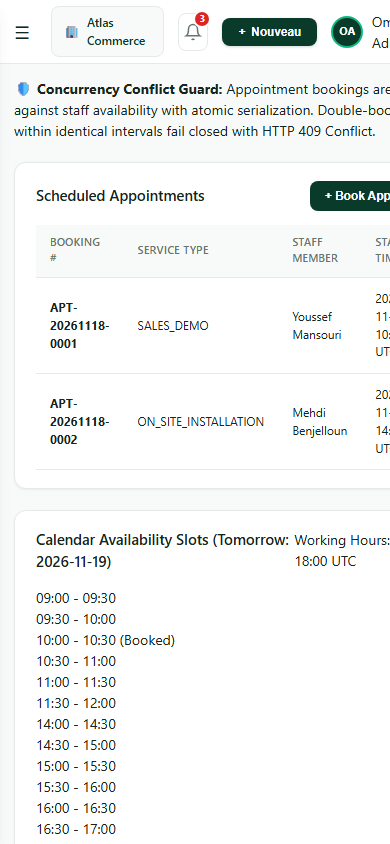 Atlas
Commerce
3
+ Nouveau
OA
Concurrency Conflict Guard: Appointment bookings are
against staff availability with atomic serialization.
within identical intervals fail closed with HTTP 409 Conflict.
Scheduled Appointments
+ Book
BOOKING
#
SERVICE TYPE
STAFF
MEMBER
APT-
20261118-
0001
SALES_DEMO
Youssef
Mansouri
APT-
20261118-
0002
ON_SITE_INSTALLATION
Mehdi
Benjelloun
Calendar Availability Slots (Tomorrow:
2026-11-19)
Working Hours:
18:00 UTC
09:00 - 09:30
09:30 - 10:00
10:00 - 10:30 (Booked)
10:30 - 11:00
11:00 - 11:30
11:30 - 12:00
14:00 - 14:30
14:30 - 15:00
15:00 - 15:30
15:30 - 16:00
16:00 - 16:30
16:30 - 17:00